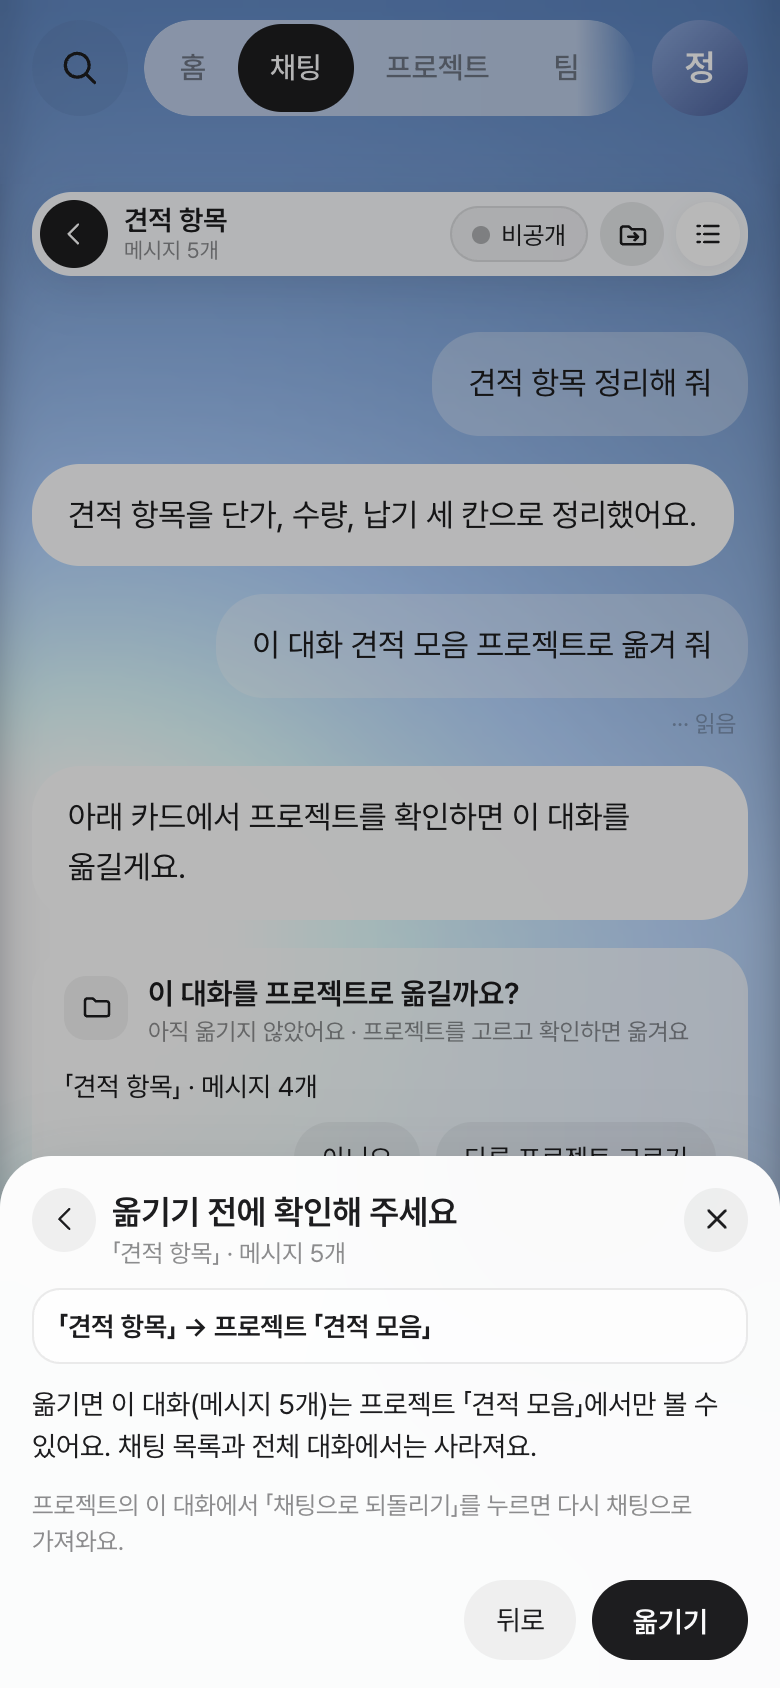 홈 채팅 프로젝트 팀 정
견적 항목
메시지 5개
비공개
견적 항목 정리해 줘
견적 항목을 단가, 수량, 납기 세 칸으로 정리했어요.
이 대화 견적 모음 프로젝트로 옮겨 줘
··· 읽음
아래 카드에서 프로젝트를 확인하면 이 대화를
옮길게요.
이 대화를 프로젝트로 옮길까요?
아직 옮기지 않았어요 · 프로젝트를 고르고 확인하면 옮겨요
「견적 항목」 · 메시지 4개
옮기기 전에 확인해 주세요
「견적 항목」 · 메시지 5개
「견적 항목」 → 프로젝트 「견적 모음」
옮기면 이 대화(메시지 5개)는 프로젝트 「견적 모음」에서만 볼 수
있어요. 채팅 목록과 전체 대화에서는 사라져요.
프로젝트의 이 대화에서 「채팅으로 되돌리기」를 누르면 다시 채팅으로
가져와요.
뒤로 옮기기